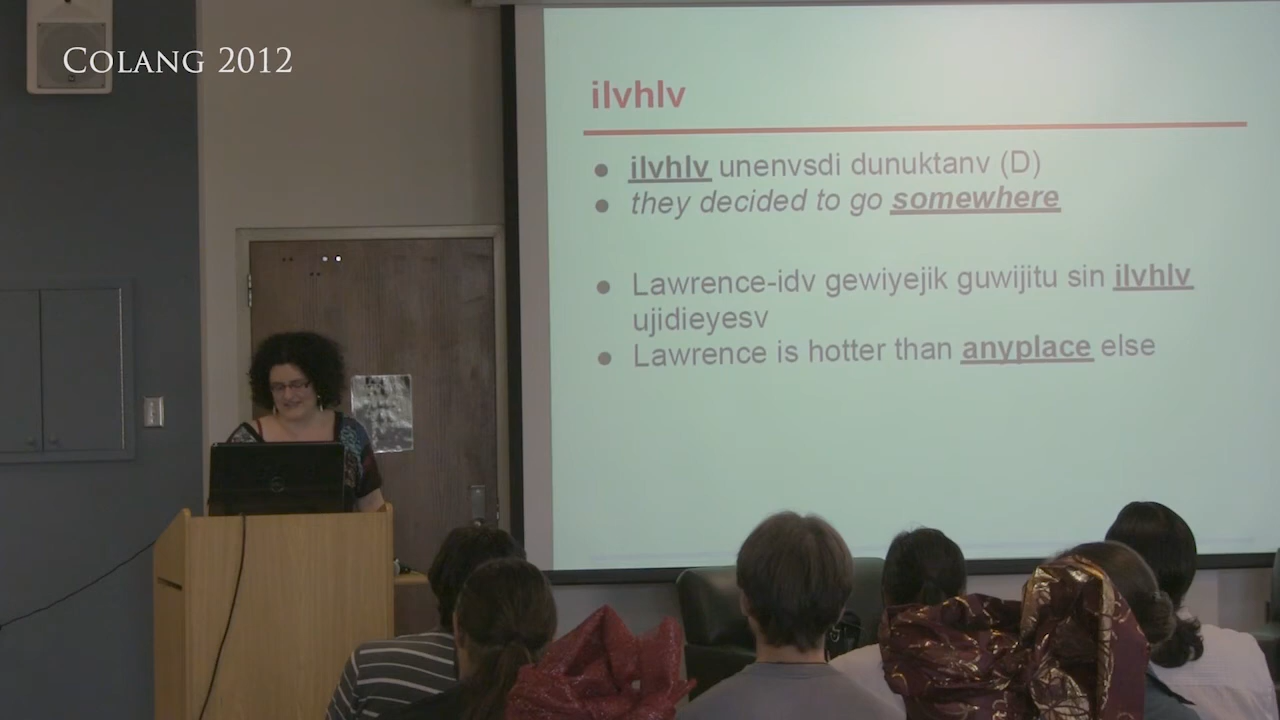 COLANG 2012
ilvhlv
● ilvhlv unenvsdi dunuktanv (D)
● they decided to go somewhere
● Lawrence-idv gewiyejik guwijitu sin ilvhlv
ujidieyesv
● Lawrence is hotter than anyplace else